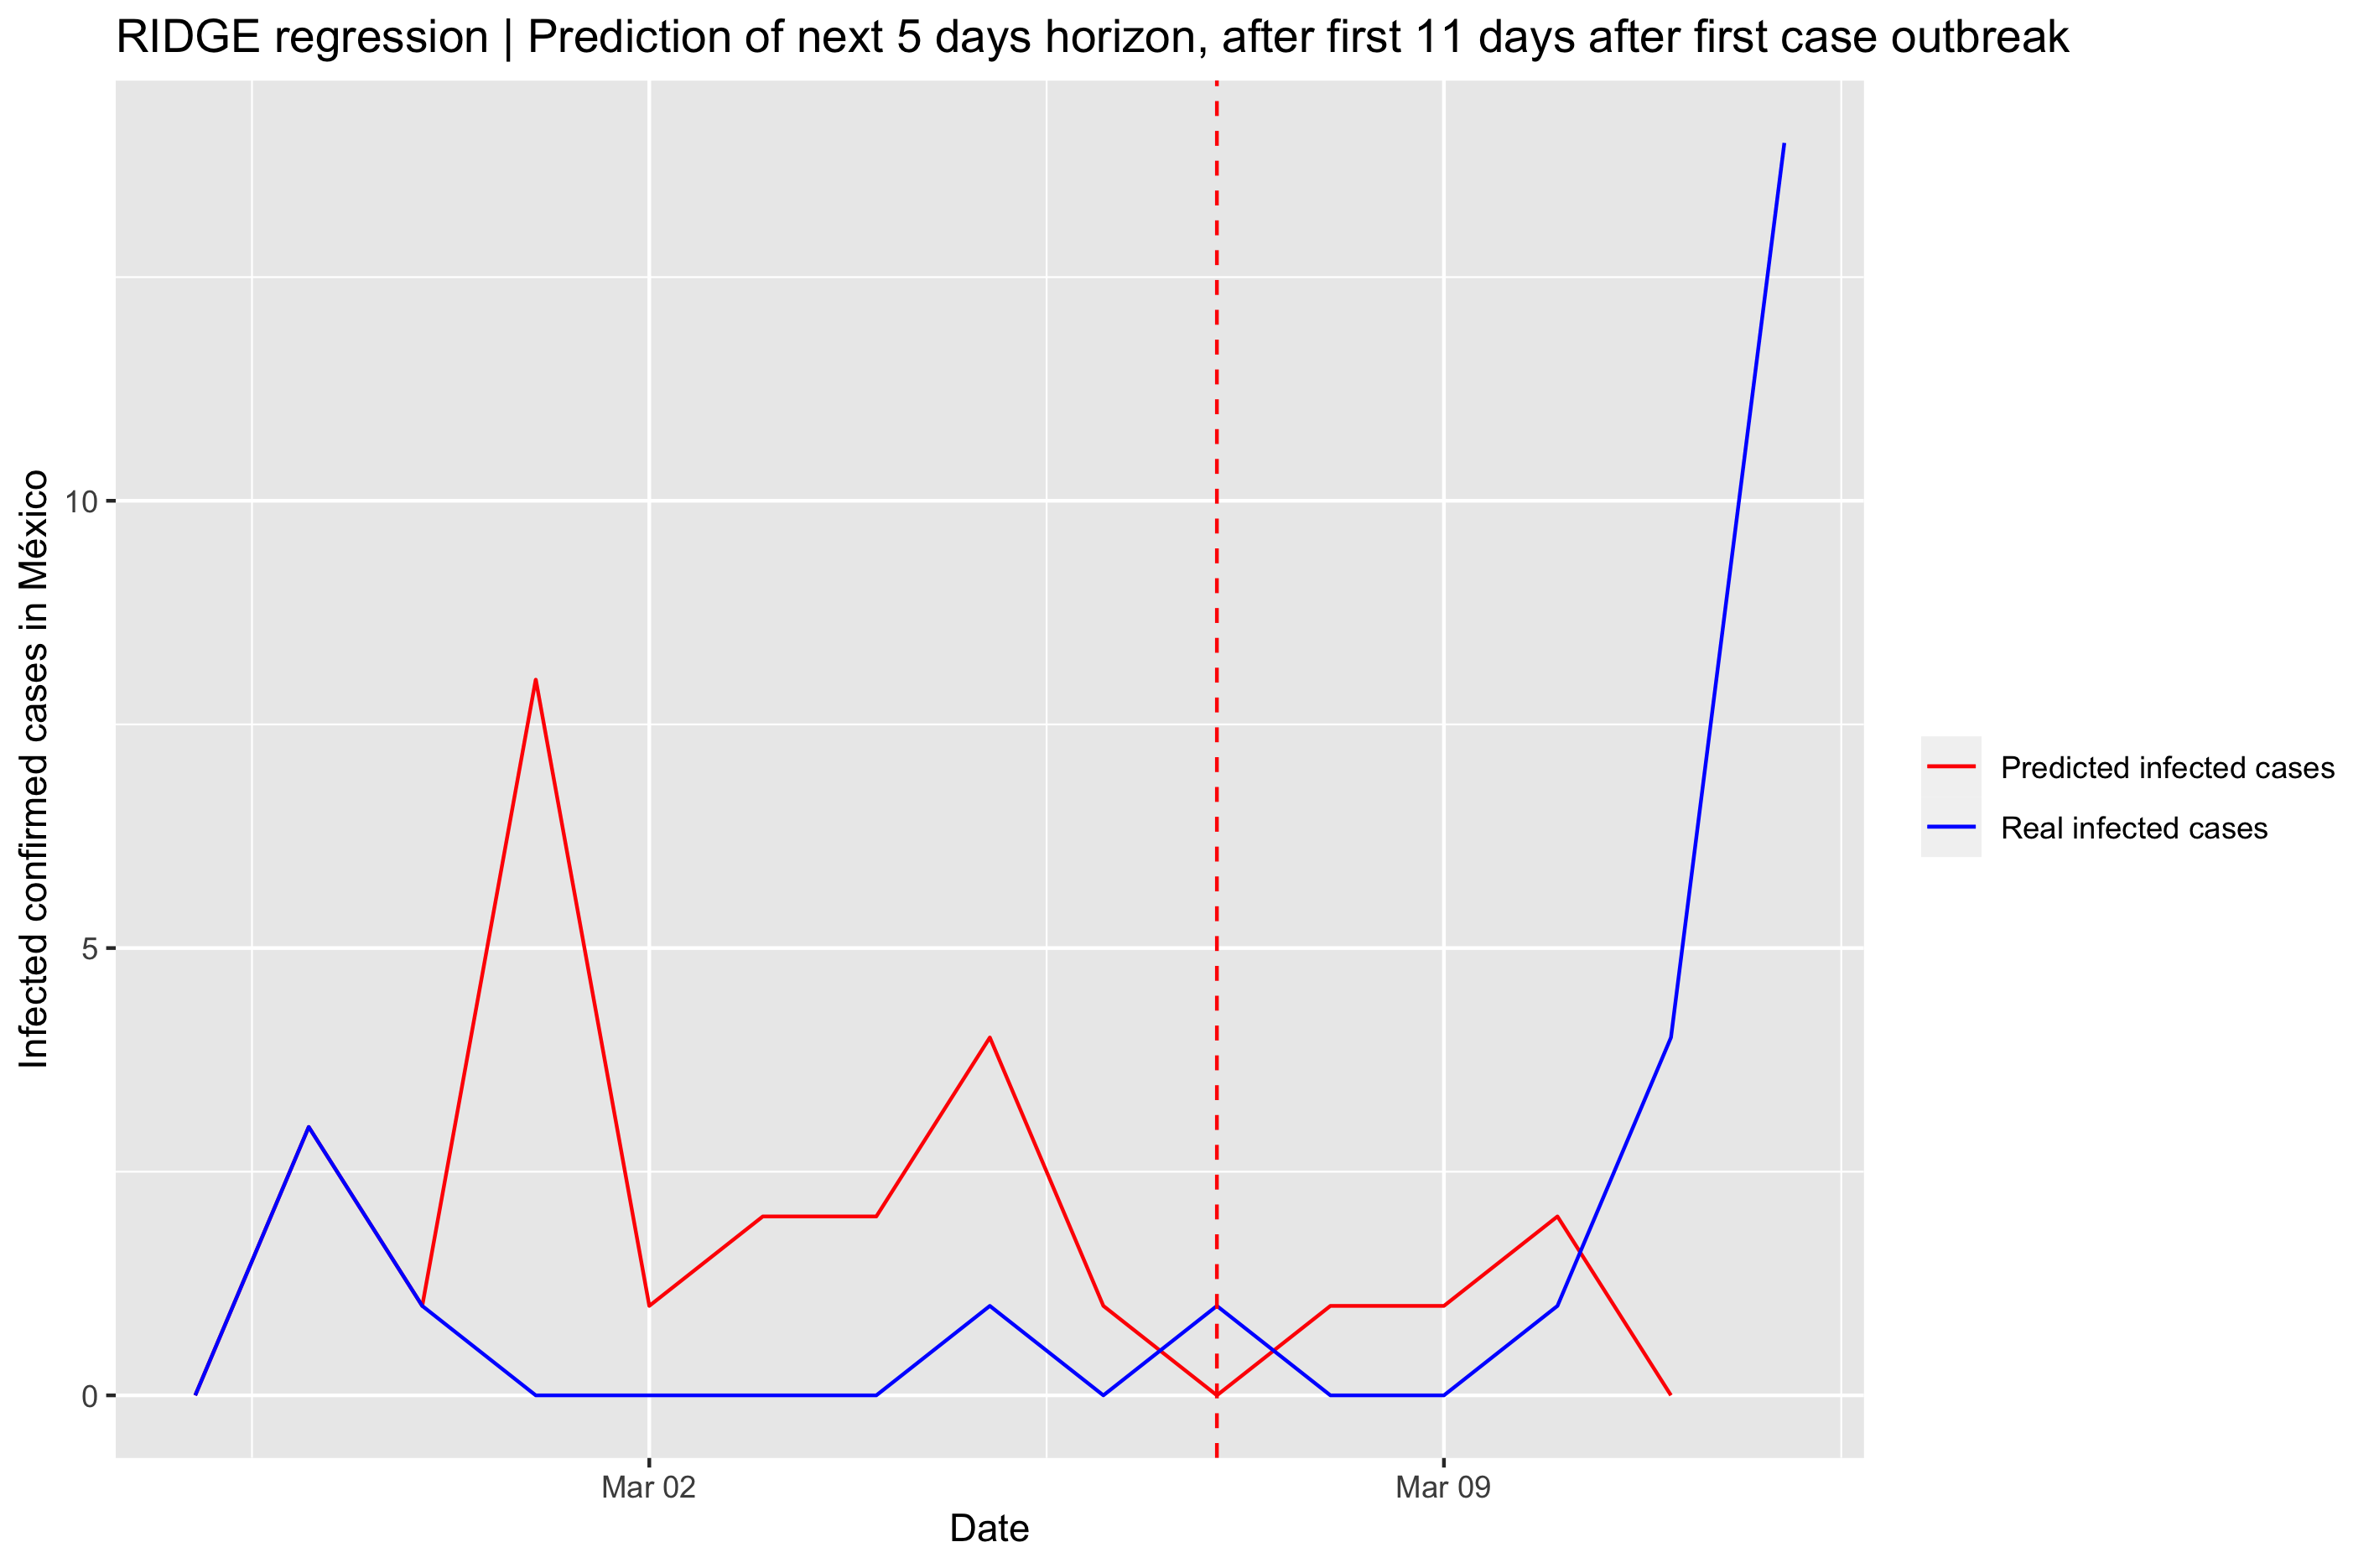 RIDGE regression | Prediction of next 5 days horizon, after first 11 days after first case outbreak
Infected confirmed cases in México
10
5
0
Mar 02
Mar 09
Date
Predicted infected cases
Real infected cases